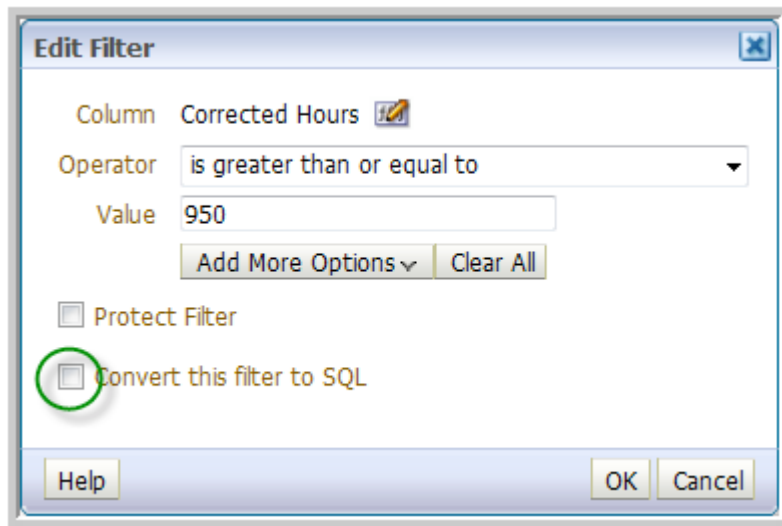 Edit Filter
Column Corrected Hours
Operator is greater than or equal to
Value 950
Add More Options Clear All
Protect Filter
Convert this filter to SQL
Help OK Cancel